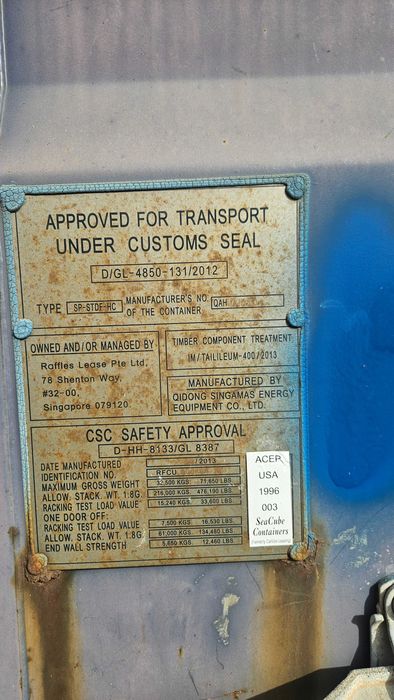 APPROVED FOR TRANSPORT
UNDER CUSTOMS SEAL
D/GL-4850-131/2012
TYPE SP-STDF-HC MANUFACTURER'S NO. OF THE CONTAINER QAH
OWNED AND/OR MANAGED BY
Raffles Lease Pte Ltd.
78 Shenton Way,
#32-00,
Singapore 079120
TIMBER COMPONENT TREATMENT
IM/TAILILEUM-400/2013
MANUFACTURED BY
QIDONG SINGAMAS ENERGY
EQUIPMENT CO., LTD.
CSC SAFETY APPROVAL
D-HH-8133/GL 8387
DATE MANUFACTURED /2013
IDENTIFICATION NO. RFCU
MAXIMUM GROSS WEIGHT 32,500 KGS 71,650 LBS
ALLOW. STACK. WT. 1:8G. 216,000 KGS 476,190 LBS
RACKING TEST LOAD VALUE 15,240 KGS 33,600 LBS
ONE DOOR OFF:
RACKING TEST LOAD VALUE 7,500 KGS 16,530 LBS
ALLOW. STACK. WT. 1:8G. 61,000 KGS 134,480 LBS
END WALL STRENGTH 5,650 KGS 12,460 LBS
ACEP
USA
1996
003
SeaCube
Containers